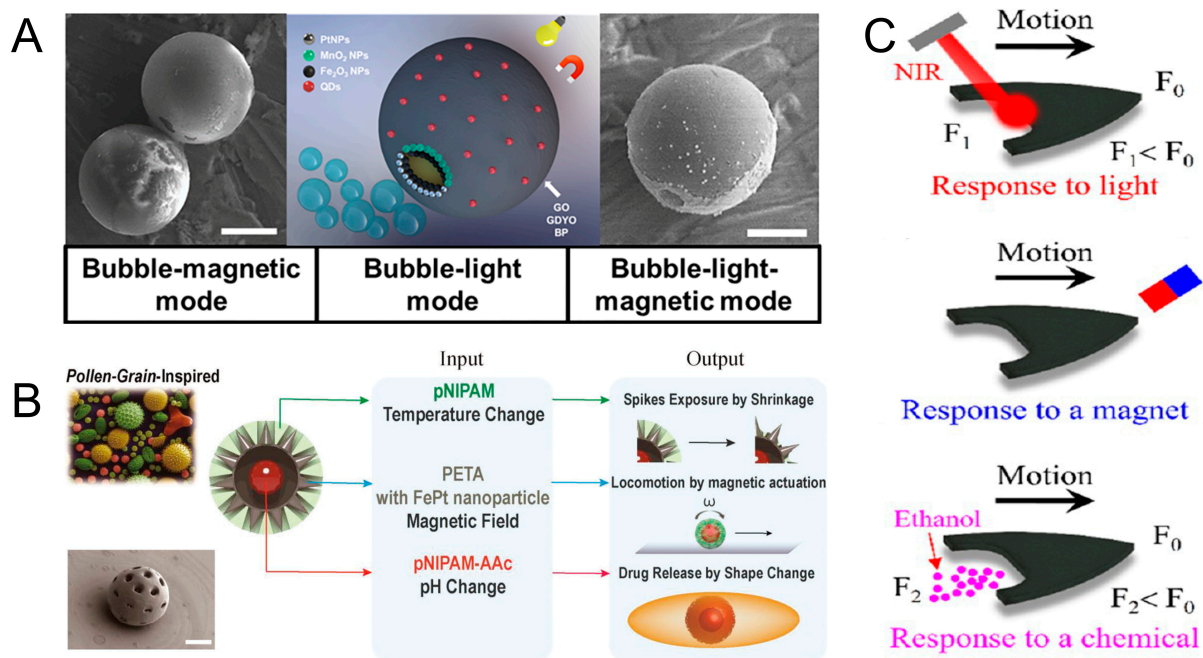 A
PtNPs
MnO₂ NPs
Fe₂O₃ NPs
QDs
GO
GDYO
BP
Bubble-magnetic
mode
Bubble-light
mode
Bubble-light-
magnetic mode
B
Pollen-Grain-Inspired
Input
Output
pNIPAM
Temperature Change
Spikes Exposure by Shrinkage
PETA
with FePt nanoparticle
Magnetic Field
Locomotion by magnetic actuation
ω
pNIPAM-AAc
pH Change
Drug Release by Shape Change
C
Motion
NIR
F₀
F₁
F₁< F₀
Response to light
Motion
Response to a magnet
Motion
Ethanol
F₀
F₂
F₂< F₀
Response to a chemical